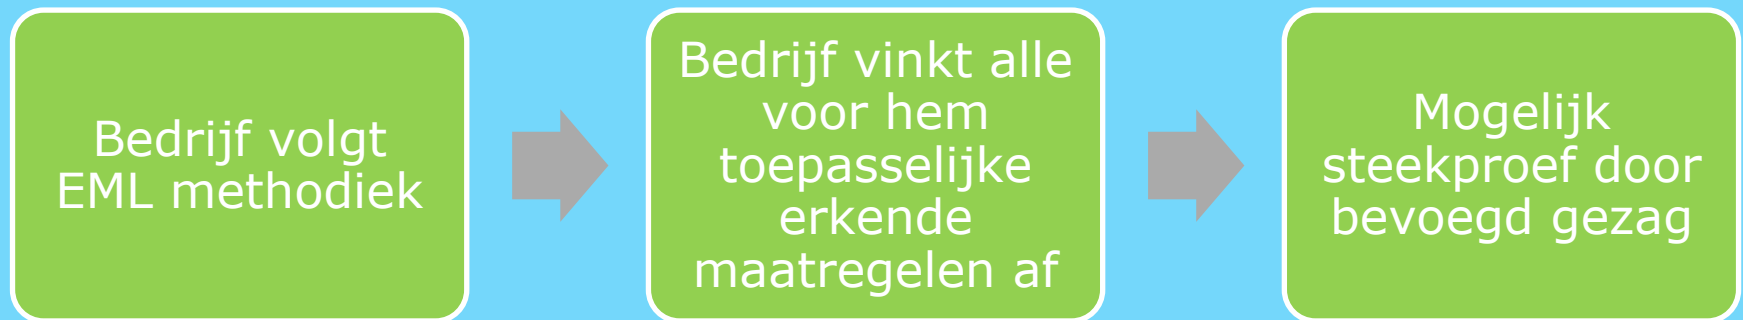 Bedrijf volgt
EML methodiek
Bedrijf vinkt alle
voor hem
toepasselijke
erkende
maatregelen af
Mogelijk
steekproef door
bevoegd gezag